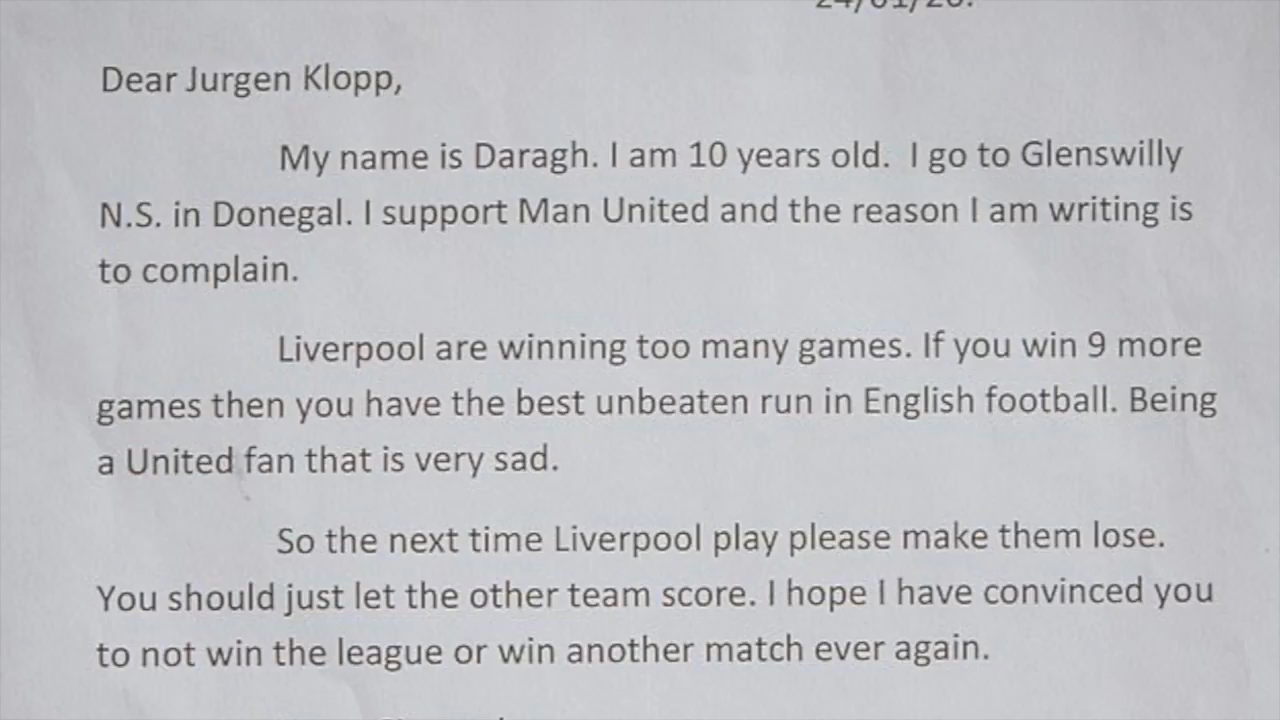 Dear Jurgen Klopp,
My name is Daragh. I am 10 years old. I go to Glenswilly
N.S. in Donegal. I support Man United and the reason I am writing is
to complain.
Liverpool are winning too many games. If you win 9 more
games then you have the best unbeaten run in English football. Being
a United fan that is very sad.
So the next time Liverpool play please make them lose.
You should just let the other team score. I hope I have convinced you
to not win the league or win another match ever again.